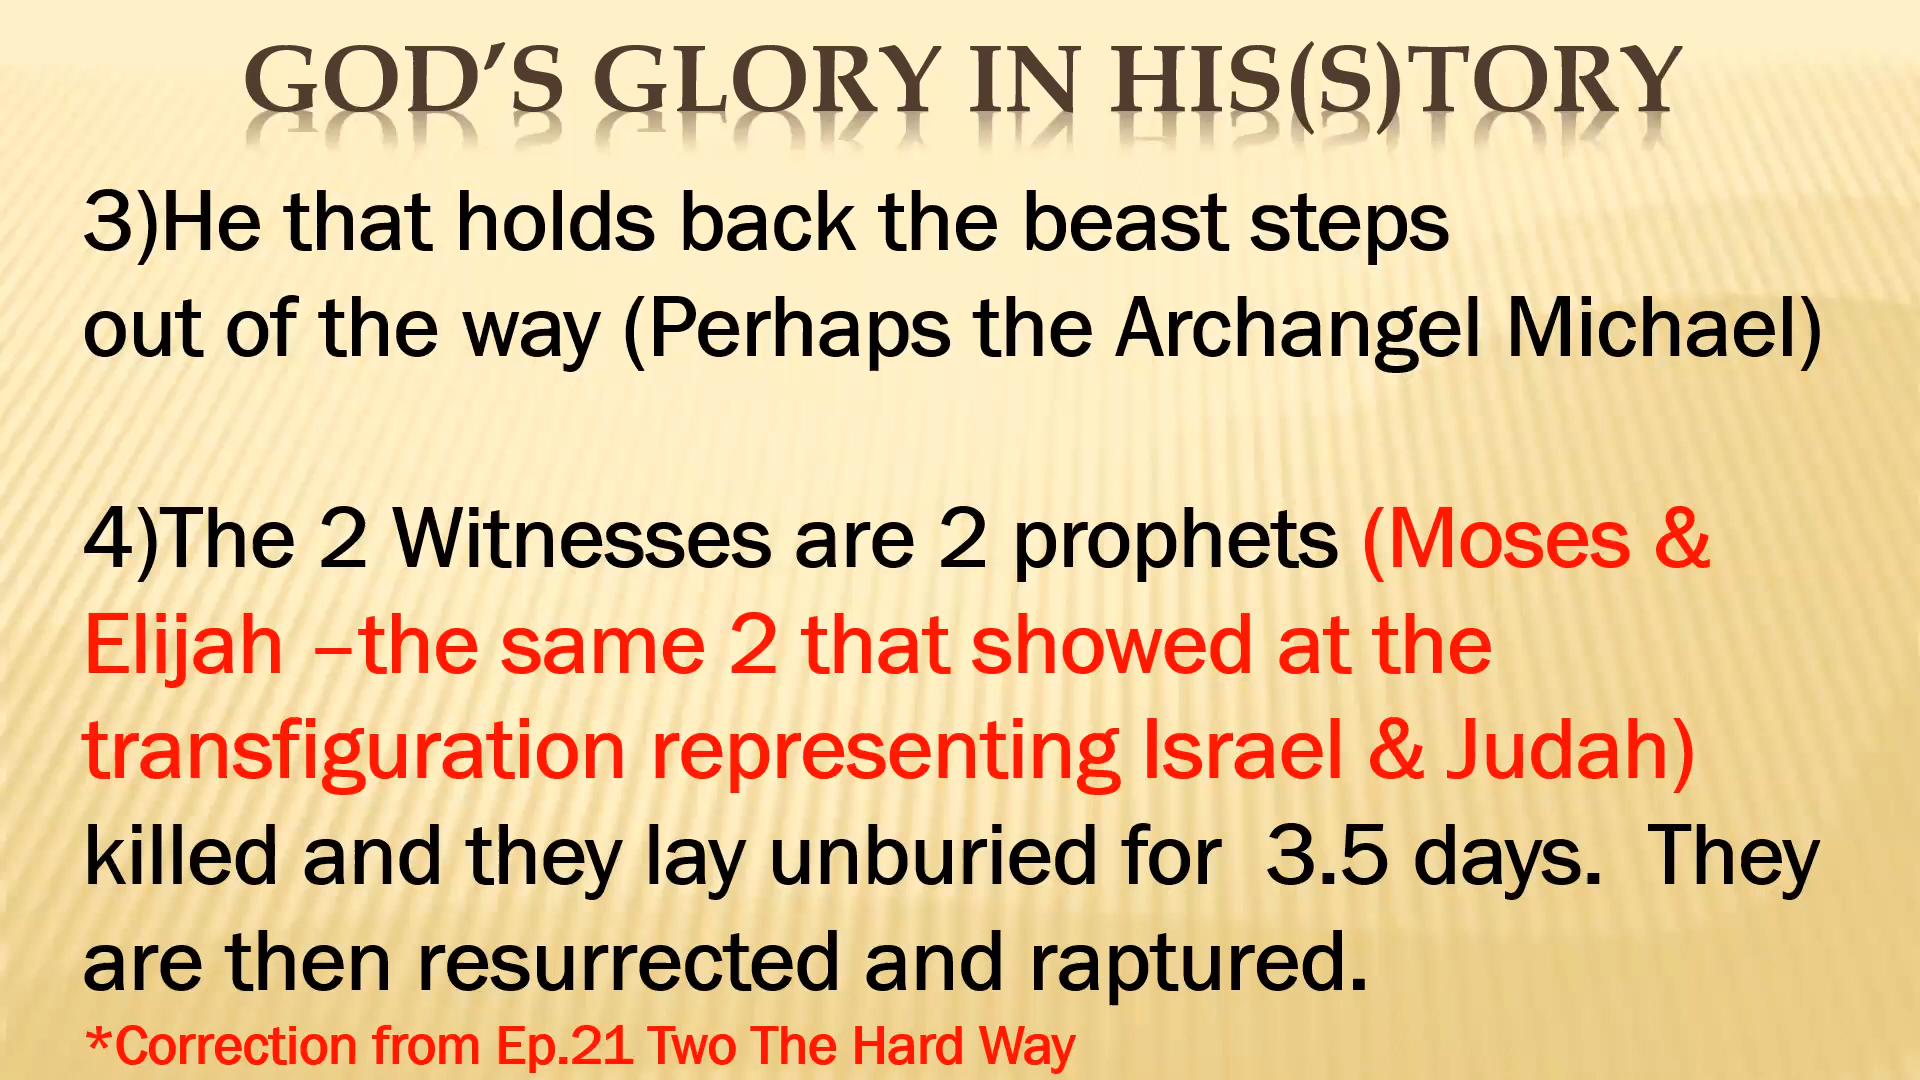 GOD’S GLORY IN HIS(S)TORY
3)He that holds back the beast steps
out of the way (Perhaps the Archangel Michael)
4)The 2 Witnesses are 2 prophets (Moses &
Elijah –the same 2 that showed at the
transfiguration representing Israel & Judah)
killed and they lay unburied for  3.5 days.  They
are then resurrected and raptured.
*Correction from Ep.21 Two The Hard Way